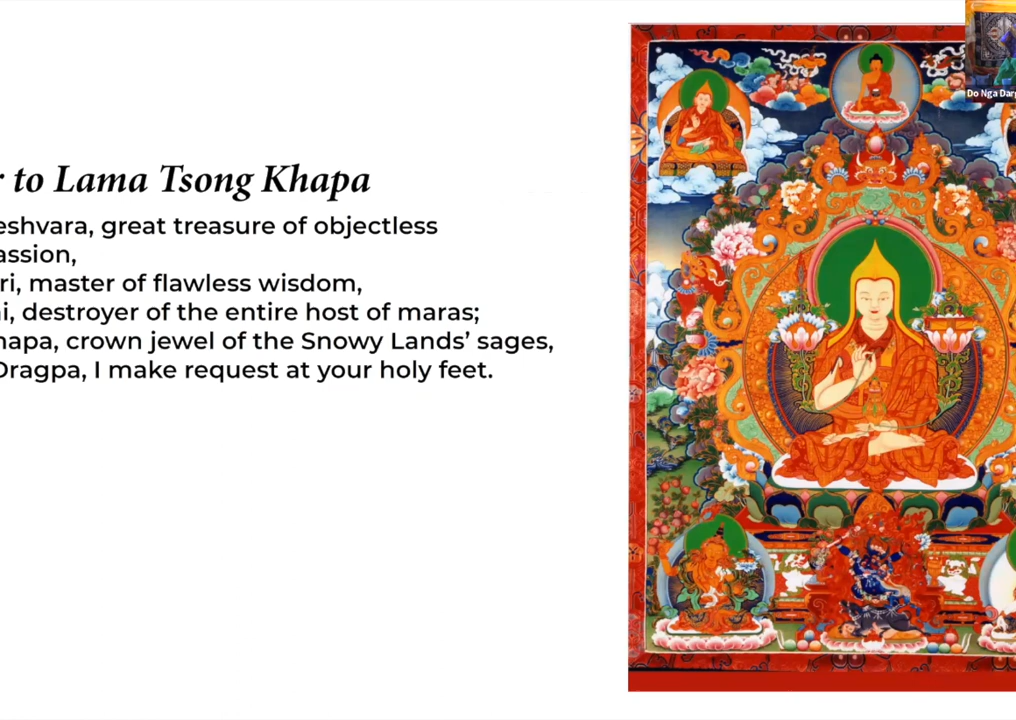 r to Lama Tsong Khapa
eshvara, great treasure of objectless
assion,
ri, master of flawless wisdom,
i, destroyer of the entire host of maras;
hapa, crown jewel of the Snowy Lands’ sages,
Dragpa, I make request at your holy feet.
Do Nga Darg